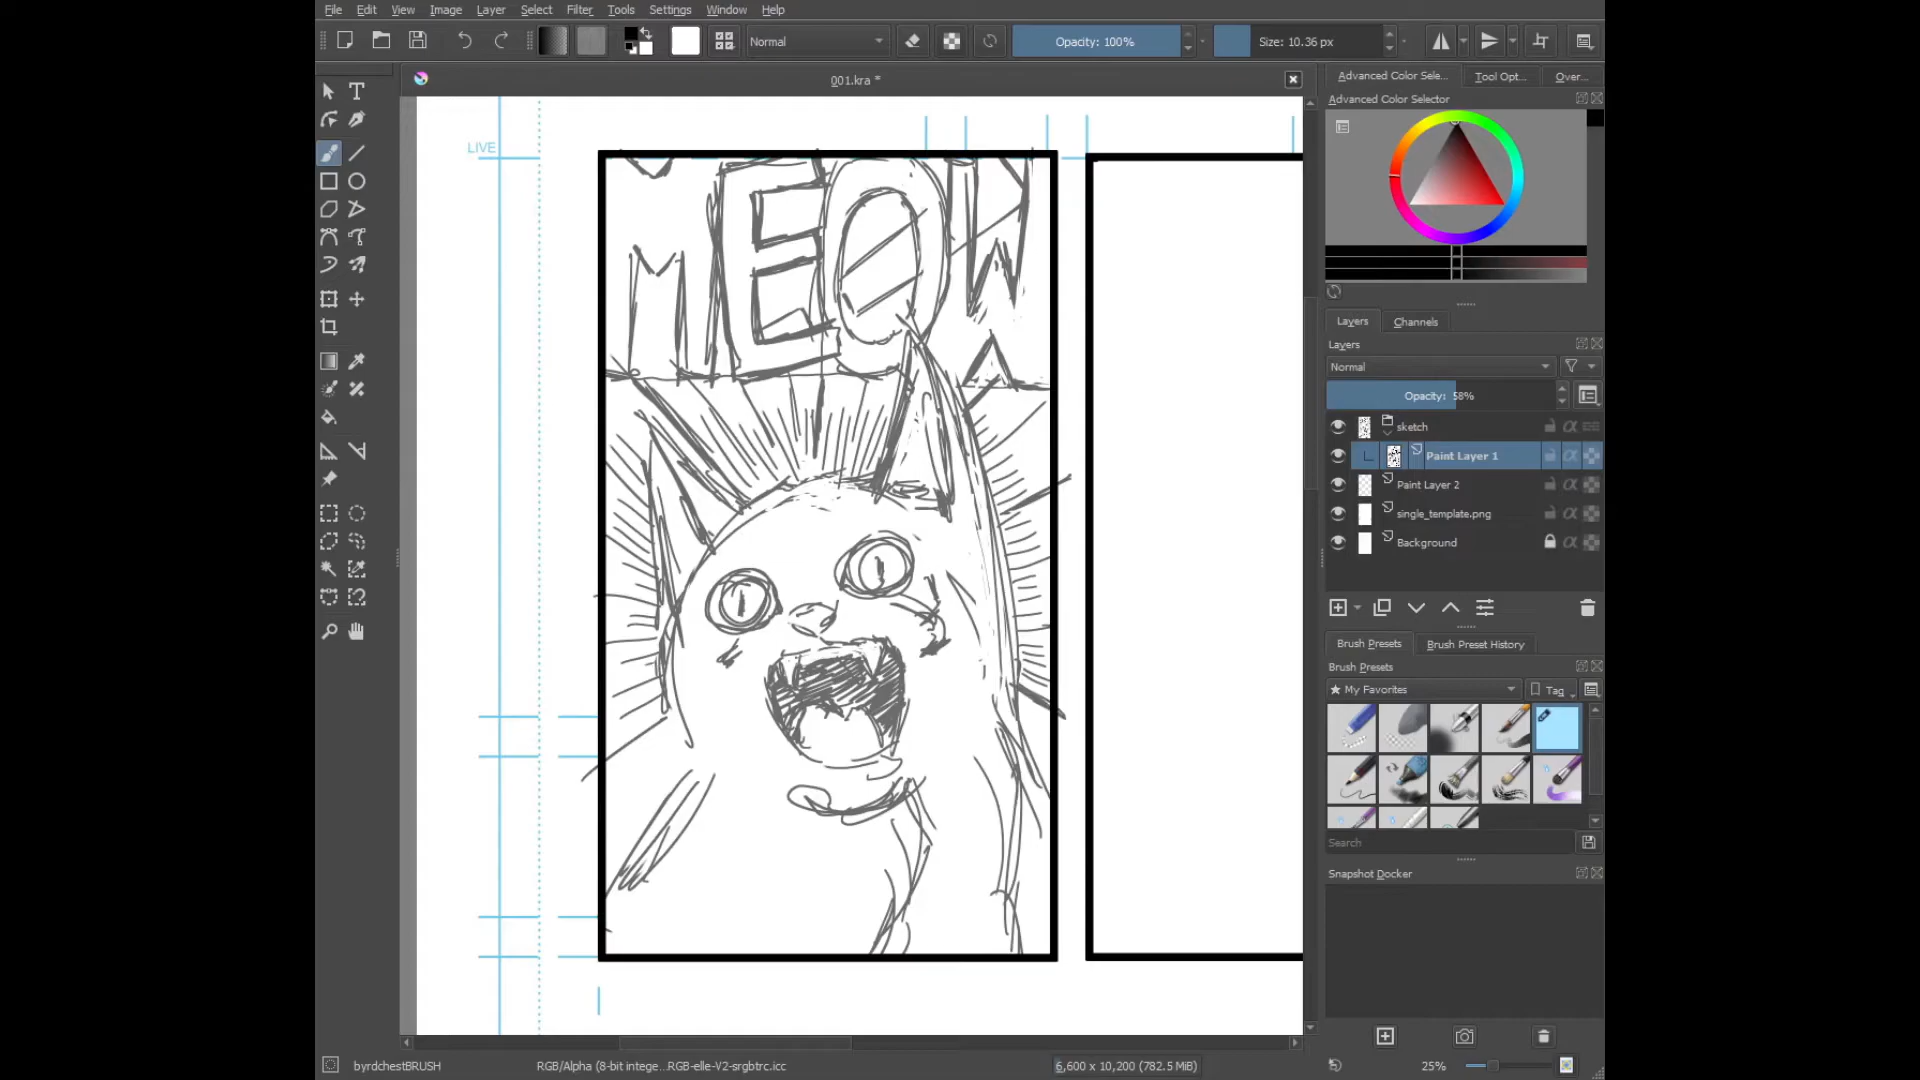 File Edit View Image Layer Select Filter Tools Settings Window Help
Normal Opacity: 100% Size: 10.36 px
001.kra *
Advanced Color Sele... Tool Opt... Over...
Advanced Color Selector
LIVE
MEOW
Layers Channels
Layers
Normal
Opacity: 58%
sketch
Paint Layer 1
Paint Layer 2
single_template.png
Background
Brush Presets Brush Preset History
Brush Presets
My Favorites Tag
Search
Snapshot Docker
byrdchestBRUSH RGB/Alpha (8-bit intege...RGB-elle-V2-srgbtrc.icc 6,600 x 10,200 (782.5 MiB) 25%